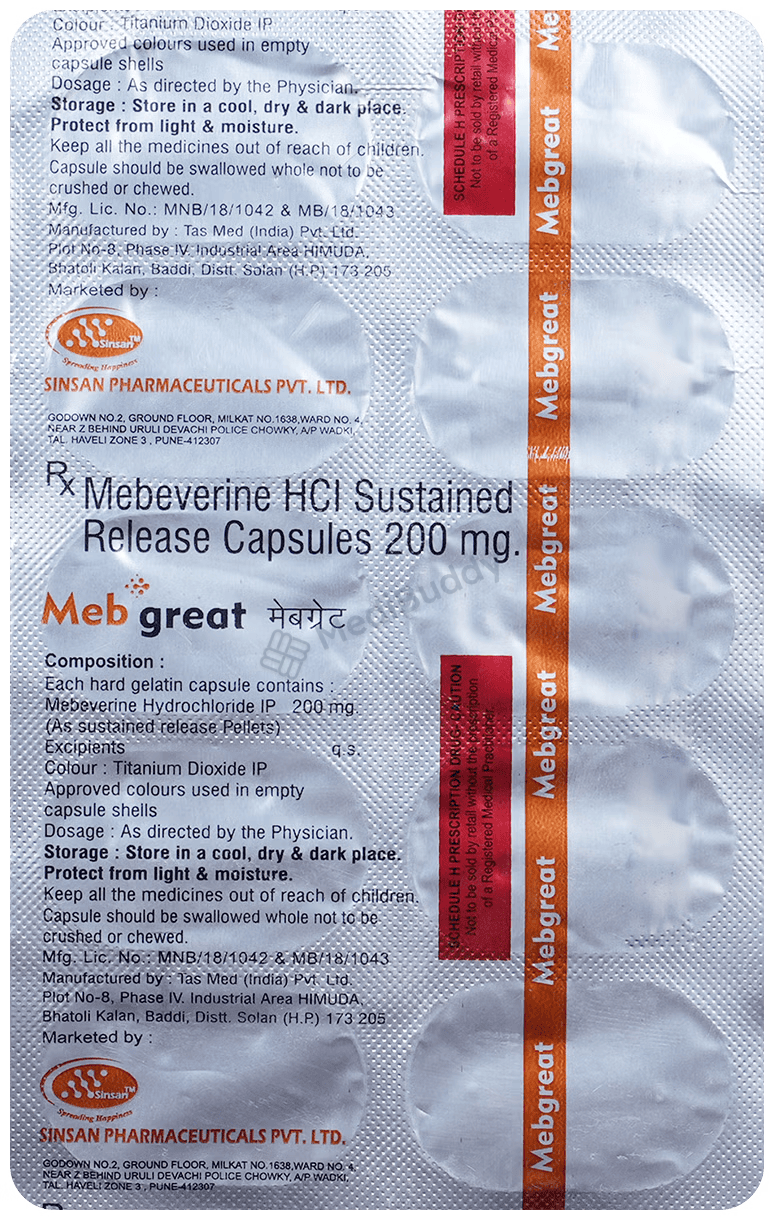 Colour : Titanium Dioxide IP
Approved colours used in empty
capsule shells
Dosage : As directed by the Physician.
Storage : Store in a cool, dry & dark place.
Protect from light & moisture.
Keep all the medicines out of reach of children.
Capsule should be swallowed whole not to be
crushed or chewed.
Mfg. Lic. No.: MNB/18/1042 & MB/18/1043
Manufactured by : Tas Med (India) Pvt. Ltd.
Plot No-8, Phase IV. Industrial Area HIMUDA,
Bhatoli Kalan, Baddi, Distt. Solan (H.P.) 173 205
Marketed by :
Sinsan™
Spreading Happiness
SINSAN PHARMACEUTICALS PVT. LTD.
GODOWN NO.2, GROUND FLOOR, MILKAT NO.1638,WARD NO. 4,
NEAR Z BEHIND URULI DEVACHI POLICE CHOWKY, A/P WADKI,
TAL. HAVELI ZONE 3 , PUNE-412307
SCHEDULE H PRESCRIPTI
Not to be sold by retail witho
of a Registered Medic
Me
Mebgreat
Mebgreat
Rx Mebeverine HCl Sustained
Release Capsules 200 mg.
Meb great मेबग्रेट
MediBuddy
Composition :
Each hard gelatin capsule contains :
Mebeverine Hydrochloride IP 200 mg.
(As sustained release Pellets)
Excipients q.s.
Colour : Titanium Dioxide IP
Approved colours used in empty
capsule shells
Dosage : As directed by the Physician.
Storage : Store in a cool, dry & dark place.
Protect from light & moisture.
Keep all the medicines out of reach of children.
Capsule should be swallowed whole not to be
crushed or chewed.
Mfg. Lic. No.: MNB/18/1042 & MB/18/1043
Manufactured by : Tas Med (India) Pvt. Ltd.
Plot No-8, Phase IV. Industrial Area HIMUDA,
Bhatoli Kalan, Baddi, Distt. Solan (H.P.) 173 205
Marketed by :
Sinsan™
Spreading Happiness
SINSAN PHARMACEUTICALS PVT. LTD.
GODOWN NO.2, GROUND FLOOR, MILKAT NO.1638,WARD NO. 4,
NEAR Z BEHIND URULI DEVACHI POLICE CHOWKY, A/P WADKI,
TAL. HAVELI ZONE 3 , PUNE-412307
SCHEDULE H PRESCRIPTION DRUG- CAUTION
Not to be sold by retail without the prescription
of a Registered Medical Practitioner.
Mebgreat
Mebgreat
Mebgreat
Mebgreat